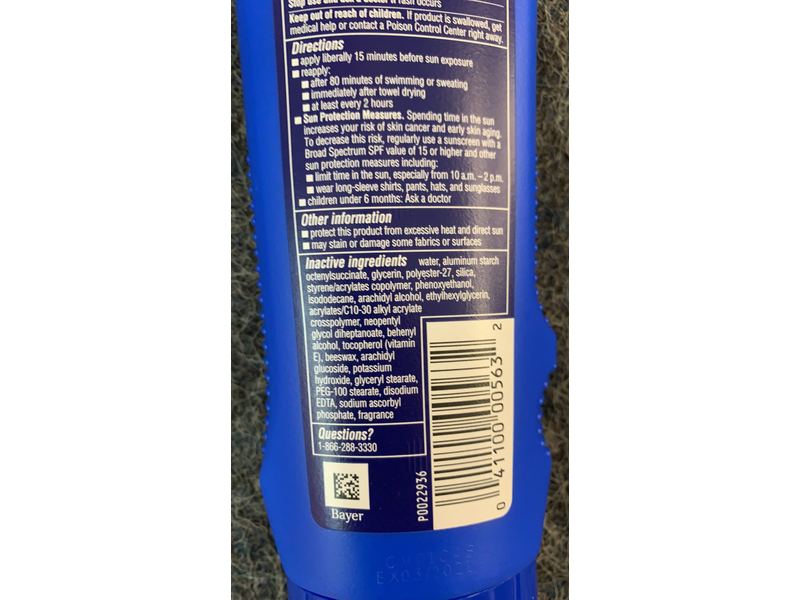 Stop use and ask a doctor if rash occurs
Keep out of reach of children. If product is swallowed, get
medical help or contact a Poison Control Center right away.
Directions
■ apply liberally 15 minutes before sun exposure
■ reapply:
■ after 80 minutes of swimming or sweating
■ immediately after towel drying
■ at least every 2 hours
■ Sun Protection Measures. Spending time in the sun
increases your risk of skin cancer and early skin aging.
To decrease this risk, regularly use a sunscreen with a
Broad Spectrum SPF value of 15 or higher and other
sun protection measures including:
■ limit time in the sun, especially from 10 a.m. – 2 p.m.
■ wear long-sleeve shirts, pants, hats, and sunglasses
■ children under 6 months: Ask a doctor
Other information
■ protect this product from excessive heat and direct sun
■ may stain or damage some fabrics or surfaces
Inactive ingredients water, aluminum starch
octenylsuccinate, glycerin, polyester-27, silica,
styrene/acrylates copolymer, phenoxyethanol,
isododecane, arachidyl alcohol, ethylhexylglycerin,
acrylates/C10-30 alkyl acrylate
crosspolymer, neopentyl
glycol diheptanoate, behenyl
alcohol, tocopherol (vitamin
E), beeswax, arachidyl
glucoside, potassium
hydroxide, glyceryl stearate,
PEG-100 stearate, disodium
EDTA, sodium ascorbyl
phosphate, fragrance
Questions?
1-866-288-3330
Bayer
P0022936
0 41100 00563 2